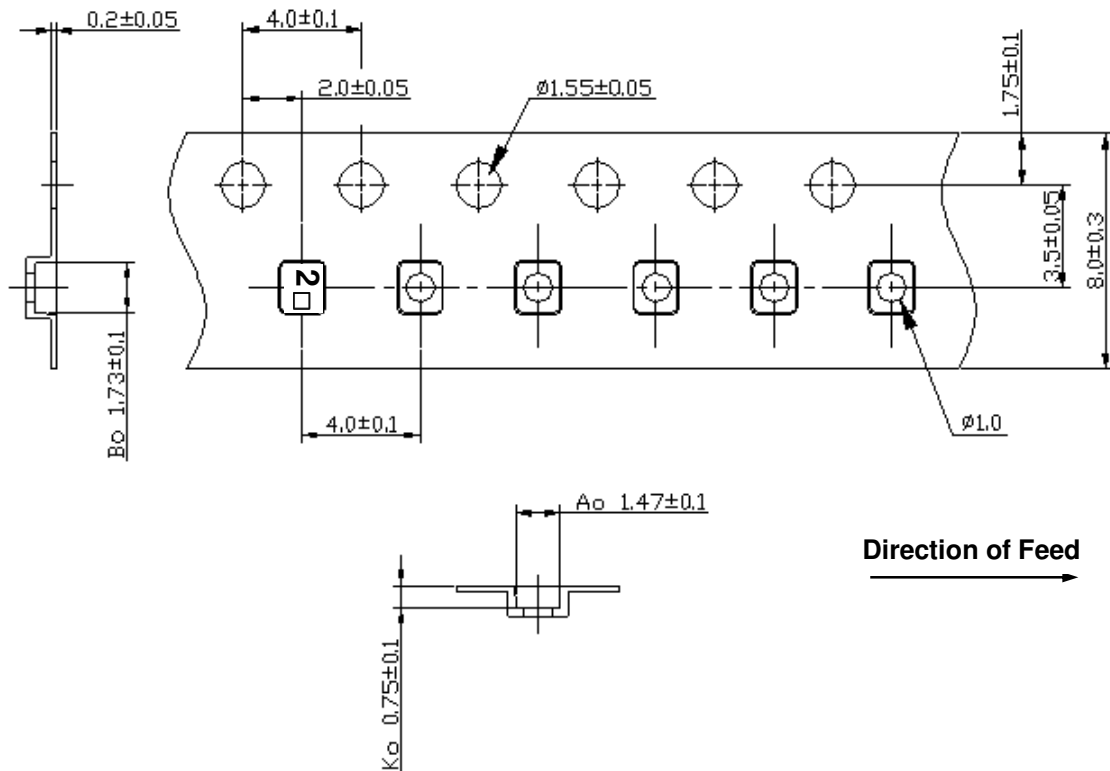 0.2±0.05
4.0±0.1
2.0±0.05
Ø1.55±0.05
1.75±0.1
3.5±0.05
8.0±0.3
2
Bo 1.73±0.1
4.0±0.1
Ø1.0
Ao 1.47±0.1
Direction of Feed
Ko 0.75±0.1